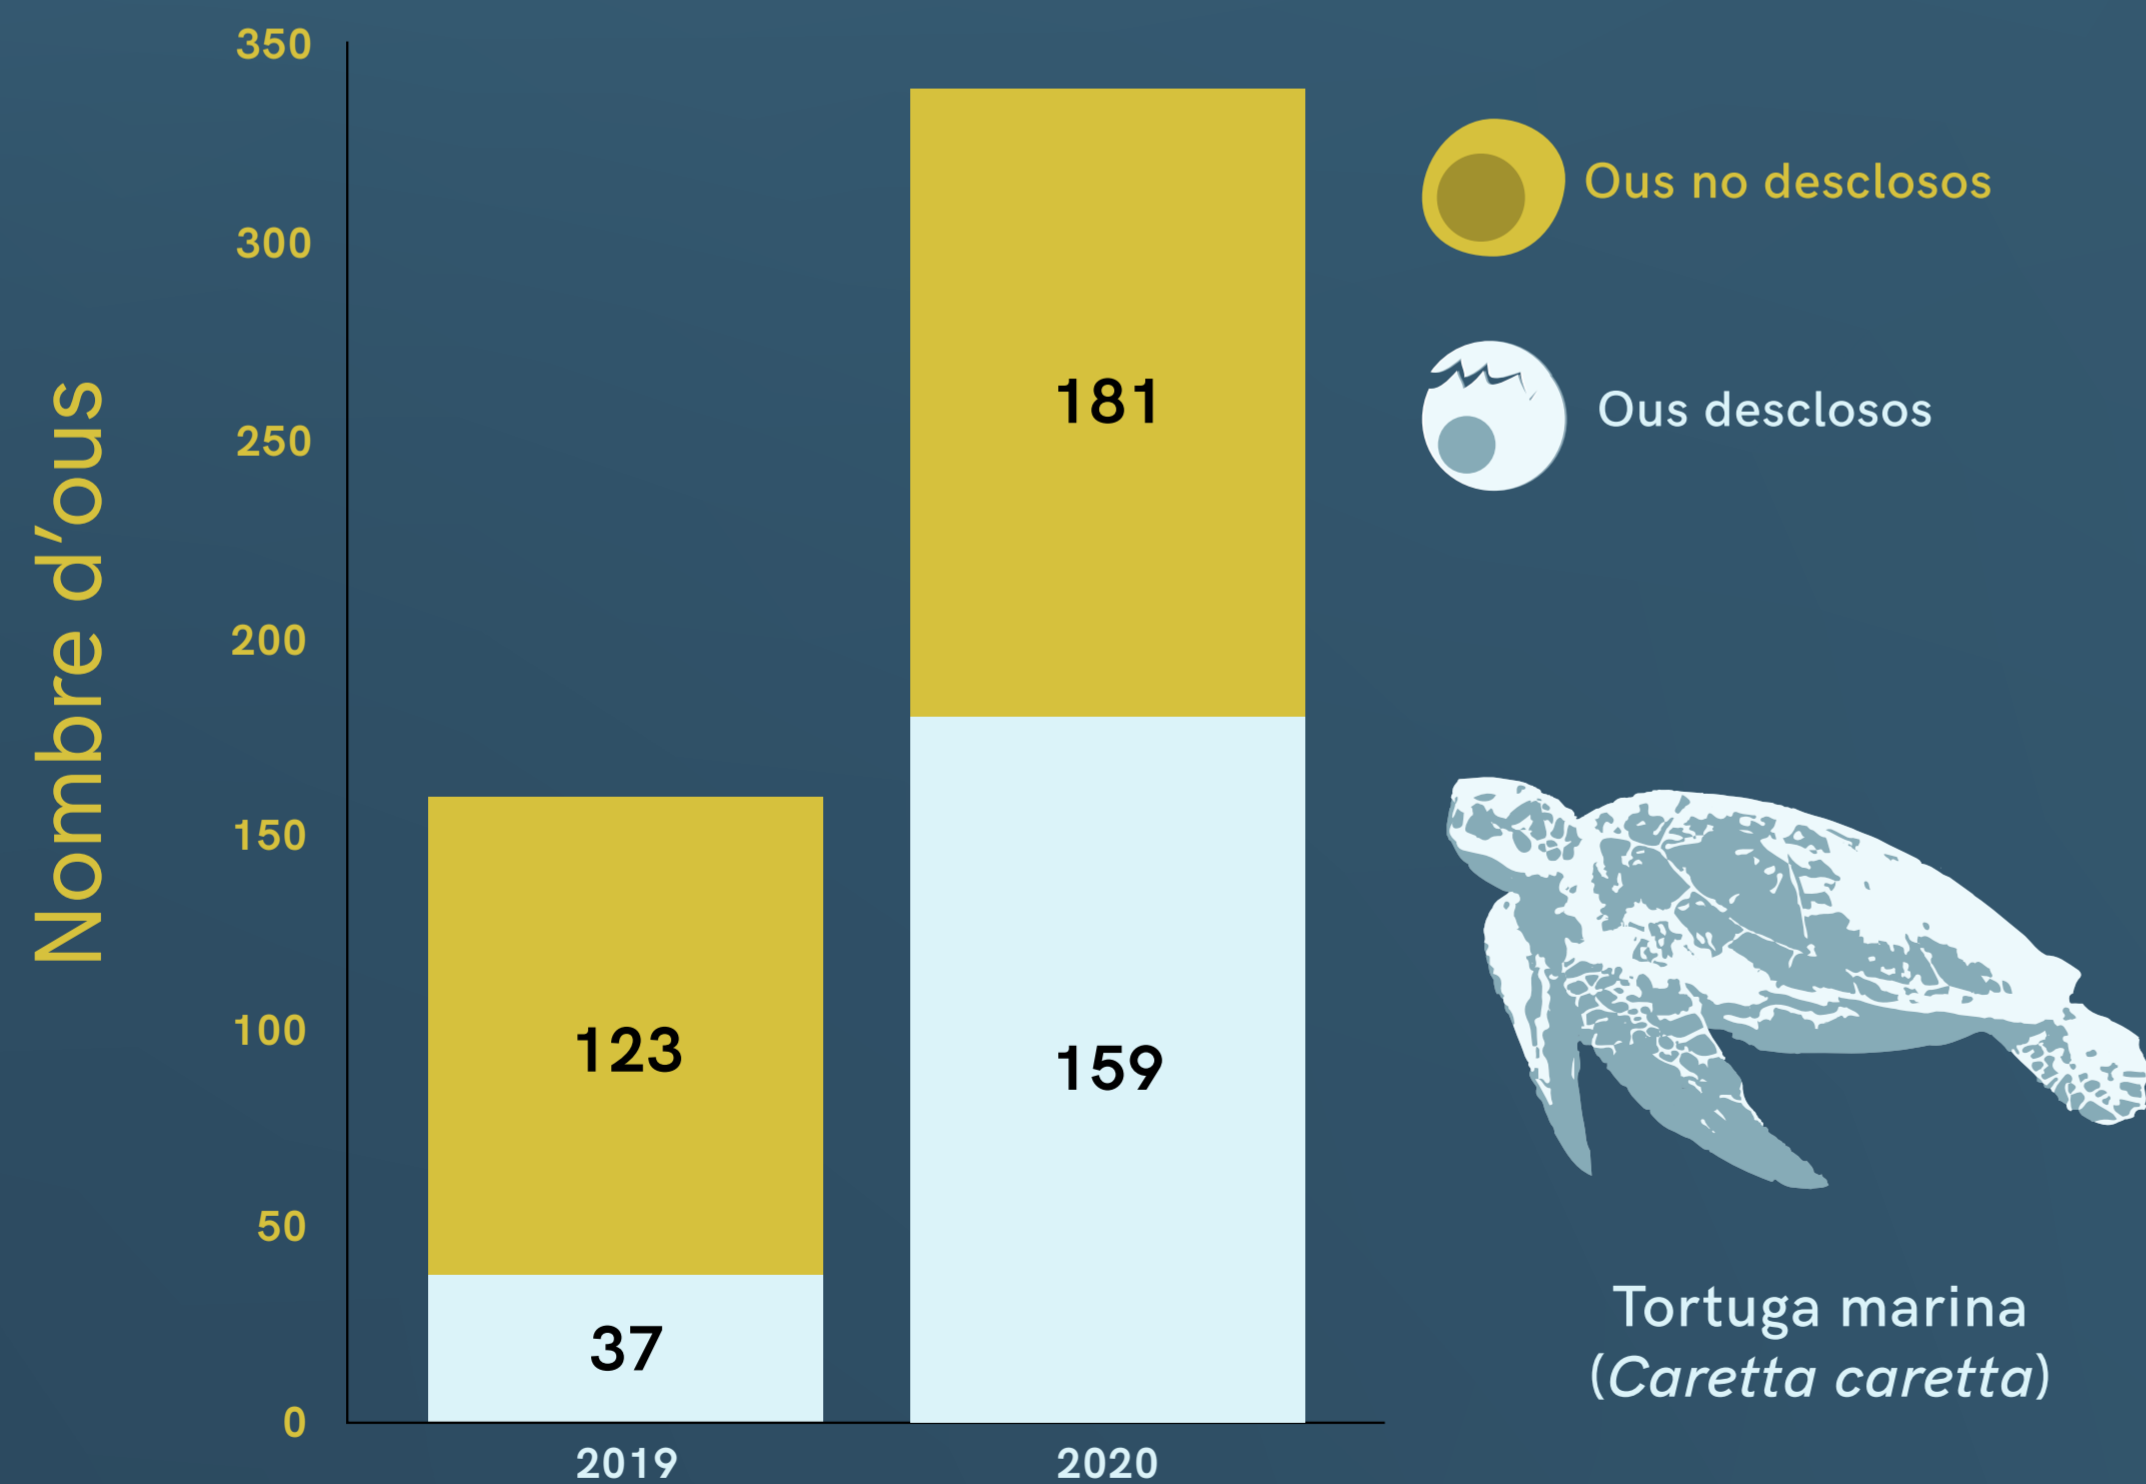 Nombre d’ous
350
300
250
200
150
100
50
0
123
37
2019
181
159
2020
Ous no desclosos
Ous desclosos
Tortuga marina
(Caretta caretta)